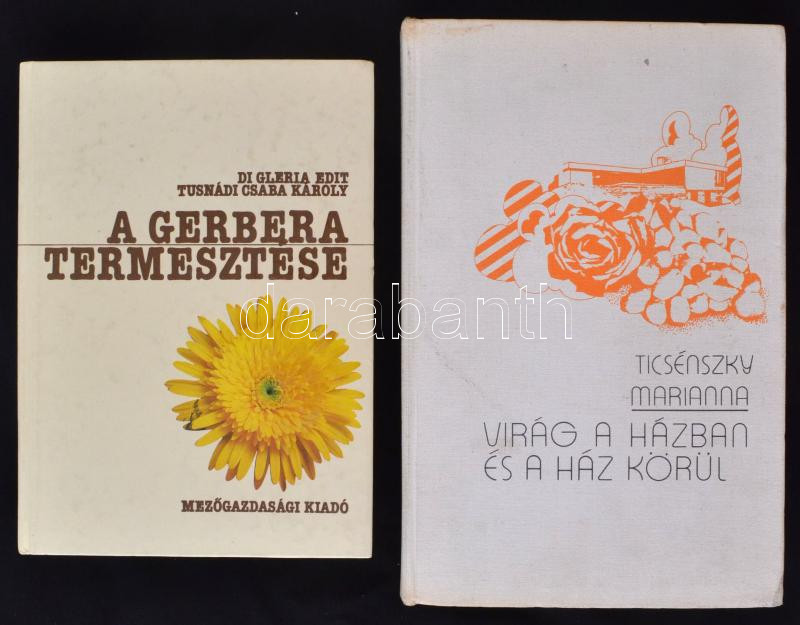 DI GLERIA EDIT
TUSNÁDI CSABA KÁROLY
A GERBERA
TERMESZTÉSE
MEZŐGAZDASÁGI KIADÓ
TICSÉNSZKY
MARIANNA
VIRÁG A HÁZBAN
ÉS A HÁZ KÖRÜL
darabanth